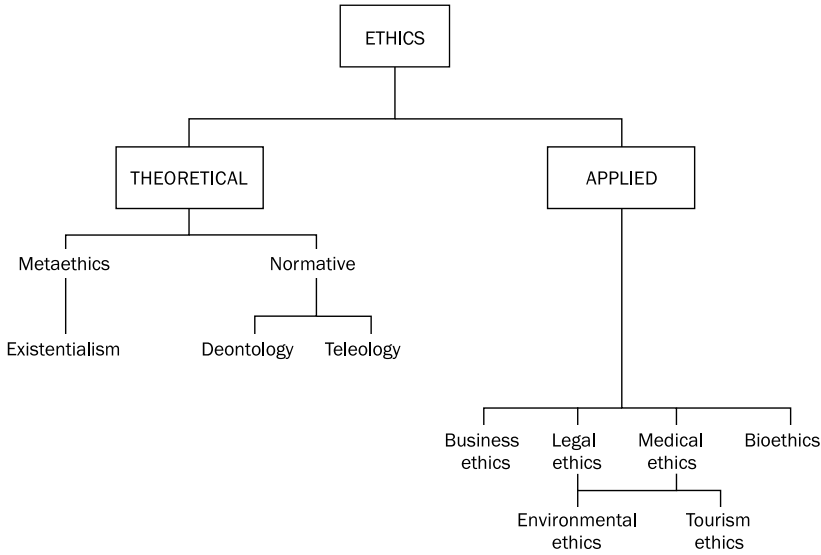 ETHICS
THEORETICAL
APPLIED
Metaethics
Normative
Existentialism
Deontology
Teleology
Business
ethics
Legal
ethics
Medical
ethics
Bioethics
Environmental
ethics
Tourism
ethics